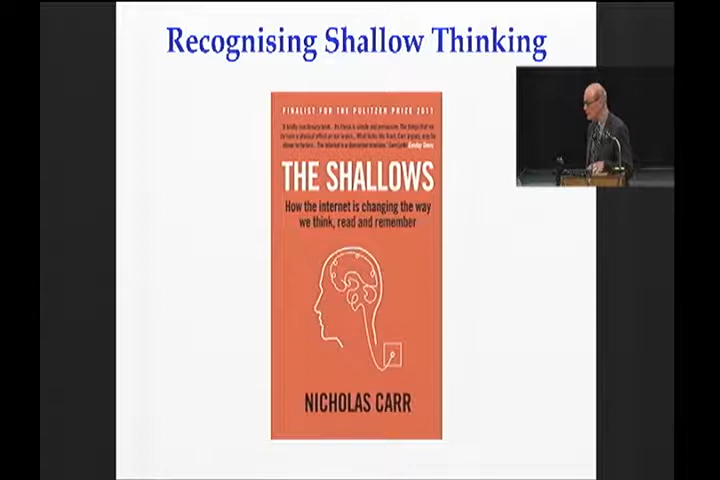 Recognising Shallow Thinking
FINALIST FOR THE PULITZER PRIZE 2011
THE SHALLOWS
How the internet is changing the way
we think, read and remember
NICHOLAS CARR